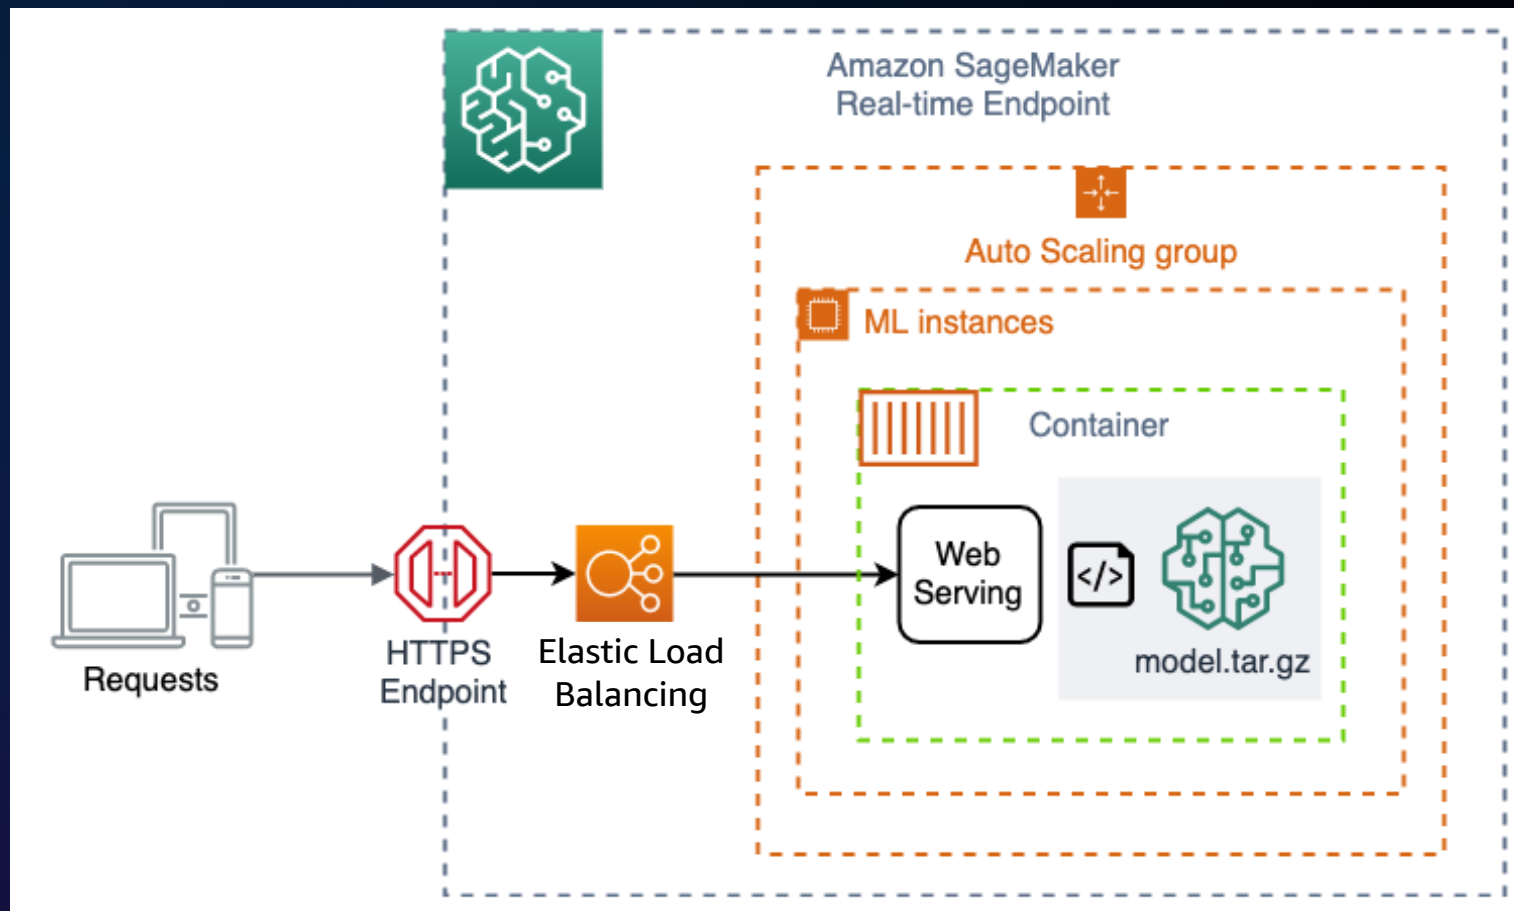 Amazon SageMaker
Real-time Endpoint
Auto Scaling group
ML instances
Container
Web
Serving
</>
model.tar.gz
Requests
HTTPS
Endpoint
Elastic Load
Balancing